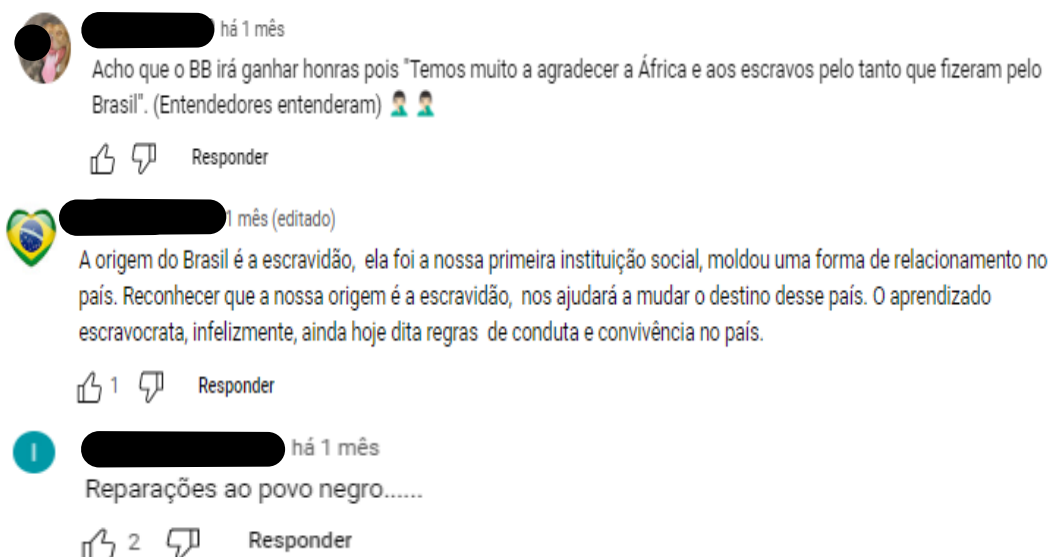 há 1 mês
Acho que o BB irá ganhar honras pois "Temos muito a agradecer a África e aos escravos pelo tanto que fizeram pelo
Brasil". (Entendedores entenderam) 🤦🏻‍♂️ 🤦🏻‍♂️
Responder
1 mês (editado)
A origem do Brasil é a escravidão, ela foi a nossa primeira instituição social, moldou uma forma de relacionamento no
país. Reconhecer que a nossa origem é a escravidão, nos ajudará a mudar o destino desse país. O aprendizado
escravocrata, infelizmente, ainda hoje dita regras de conduta e convivência no país.
1 Responder
I
há 1 mês
Reparações ao povo negro......
2 Responder